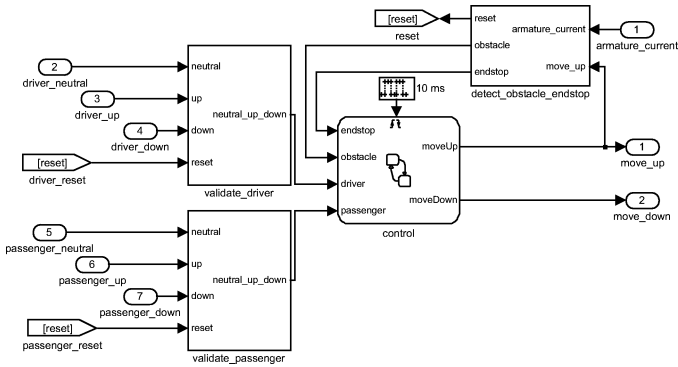 [reset]
reset
reset
obstacle
endstop
armature_current
move_up
detect_obstacle_endstop
1
armature_current
2
driver_neutral
3
driver_up
4
driver_down
[reset]
driver_reset
neutral
up
down
reset
neutral_up_down
validate_driver
10 ms
endstop
obstacle
driver
passenger
moveUp
moveDown
control
1
move_up
2
move_down
5
passenger_neutral
6
passenger_up
7
passenger_down
[reset]
passenger_reset
neutral
up
down
reset
neutral_up_down
validate_passenger